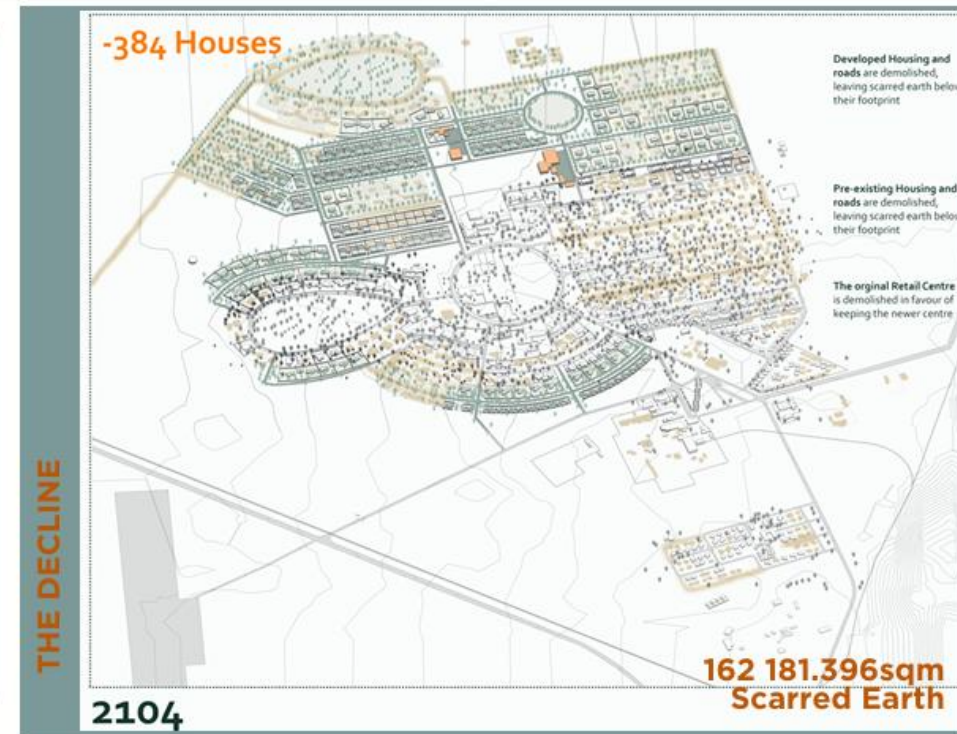 -384 Houses
Developed Housing and
roads are demolished,
leaving scarred earth below
their footprint
Pre-existing Housing and
roads are demolished,
leaving scarred earth below
their footprint
The orginal Retail Centre
is demolished in favour of
keeping the newer centre
THE DECLINE
162 181.396sqm
Scarred Earth
2104